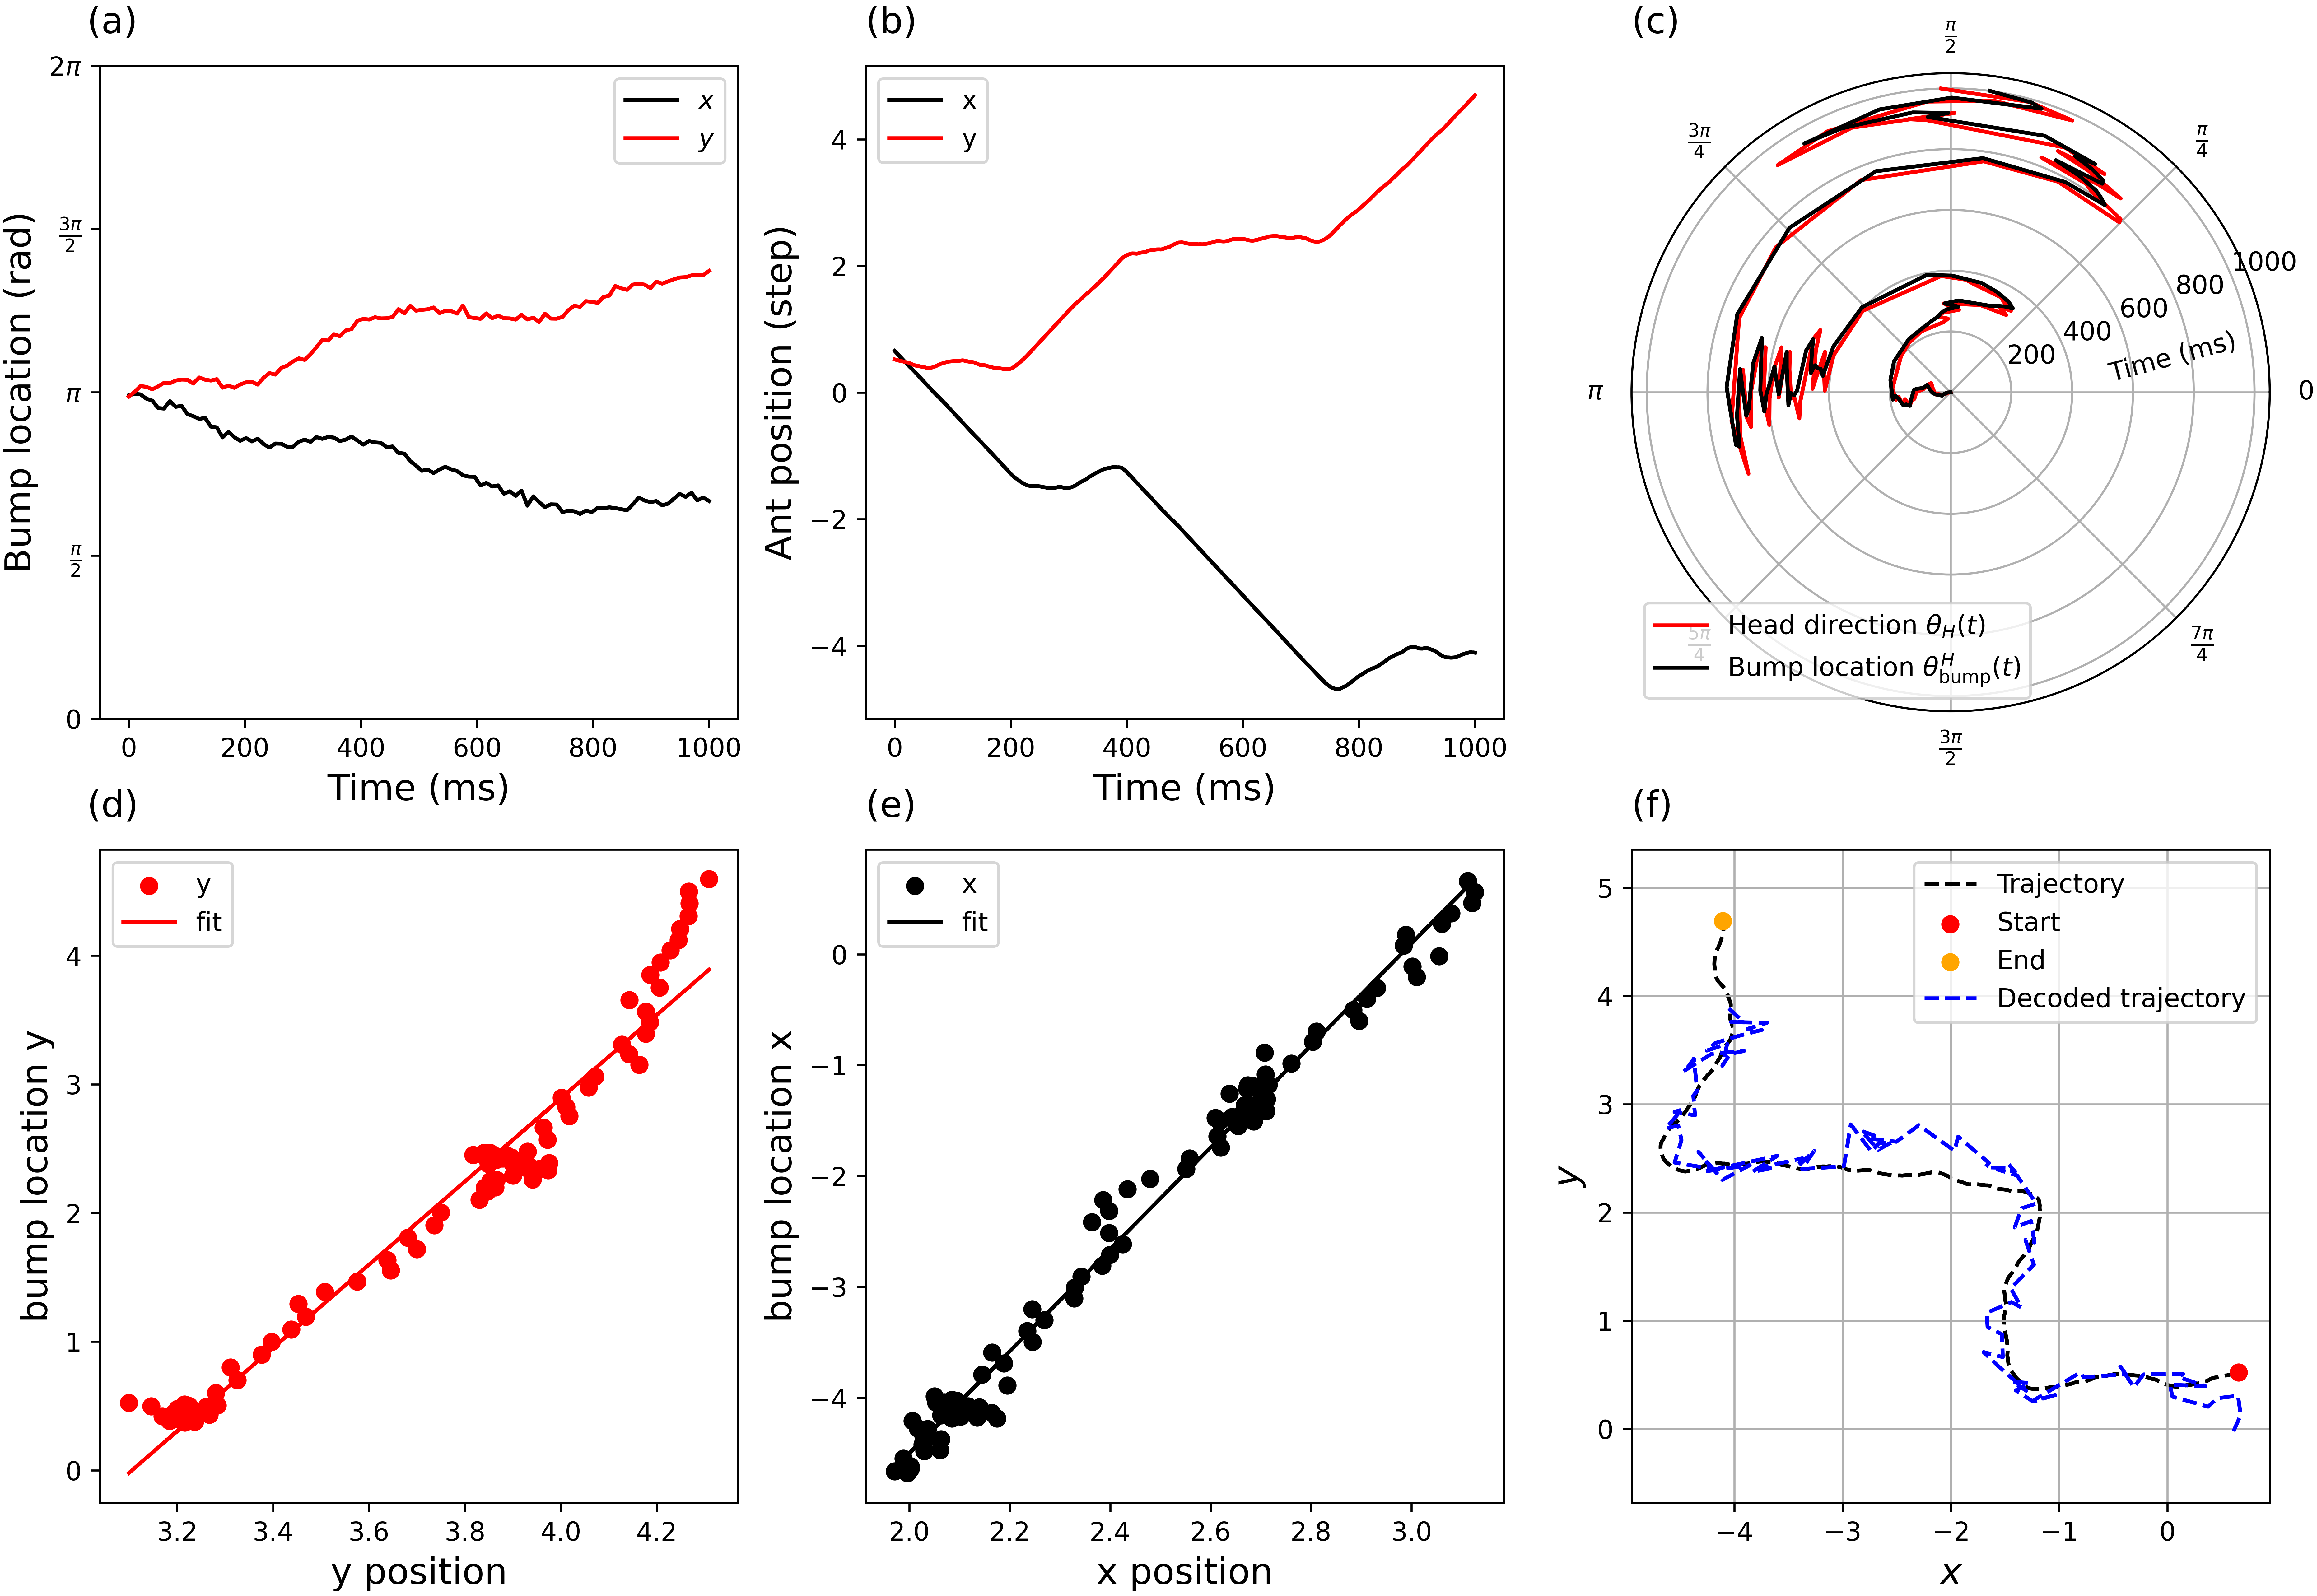 (a)
2π
3π/2
π
π/2
0
Bump location (rad)
x
y
0 200 400 600 800 1000
Time (ms)
(b)
4
2
0
−2
−4
Ant position (step)
x
y
0 200 400 600 800 1000
Time (ms)
(c)
π/2
3π/4
π/4
π
0
1000
800
600
400
200
Time (ms)
5π/4
7π/4
3π/2
Head direction θ_H(t)
Bump location θ^H_bump(t)
(d)
4
3
2
1
0
bump location y
y
fit
3.2 3.4 3.6 3.8 4.0 4.2
y position
(e)
0
−1
−2
−3
−4
bump location x
x
fit
2.0 2.2 2.4 2.6 2.8 3.0
x position
(f)
5
4
3
2
1
0
y
Trajectory
Start
End
Decoded trajectory
−4 −3 −2 −1 0
x